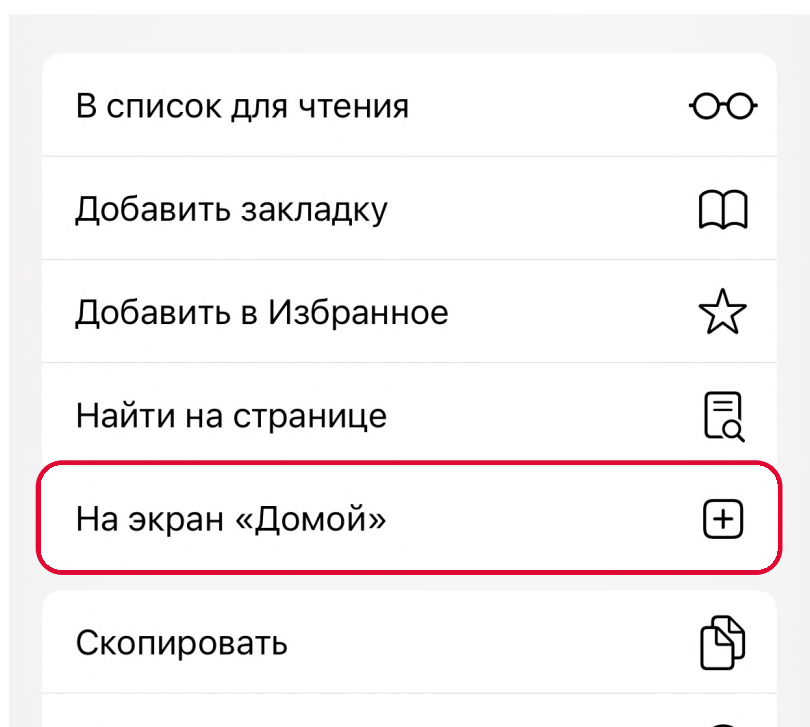 В список для чтения
Добавить закладку
Добавить в Избранное
Найти на странице
На экран «Домой»
Скопировать